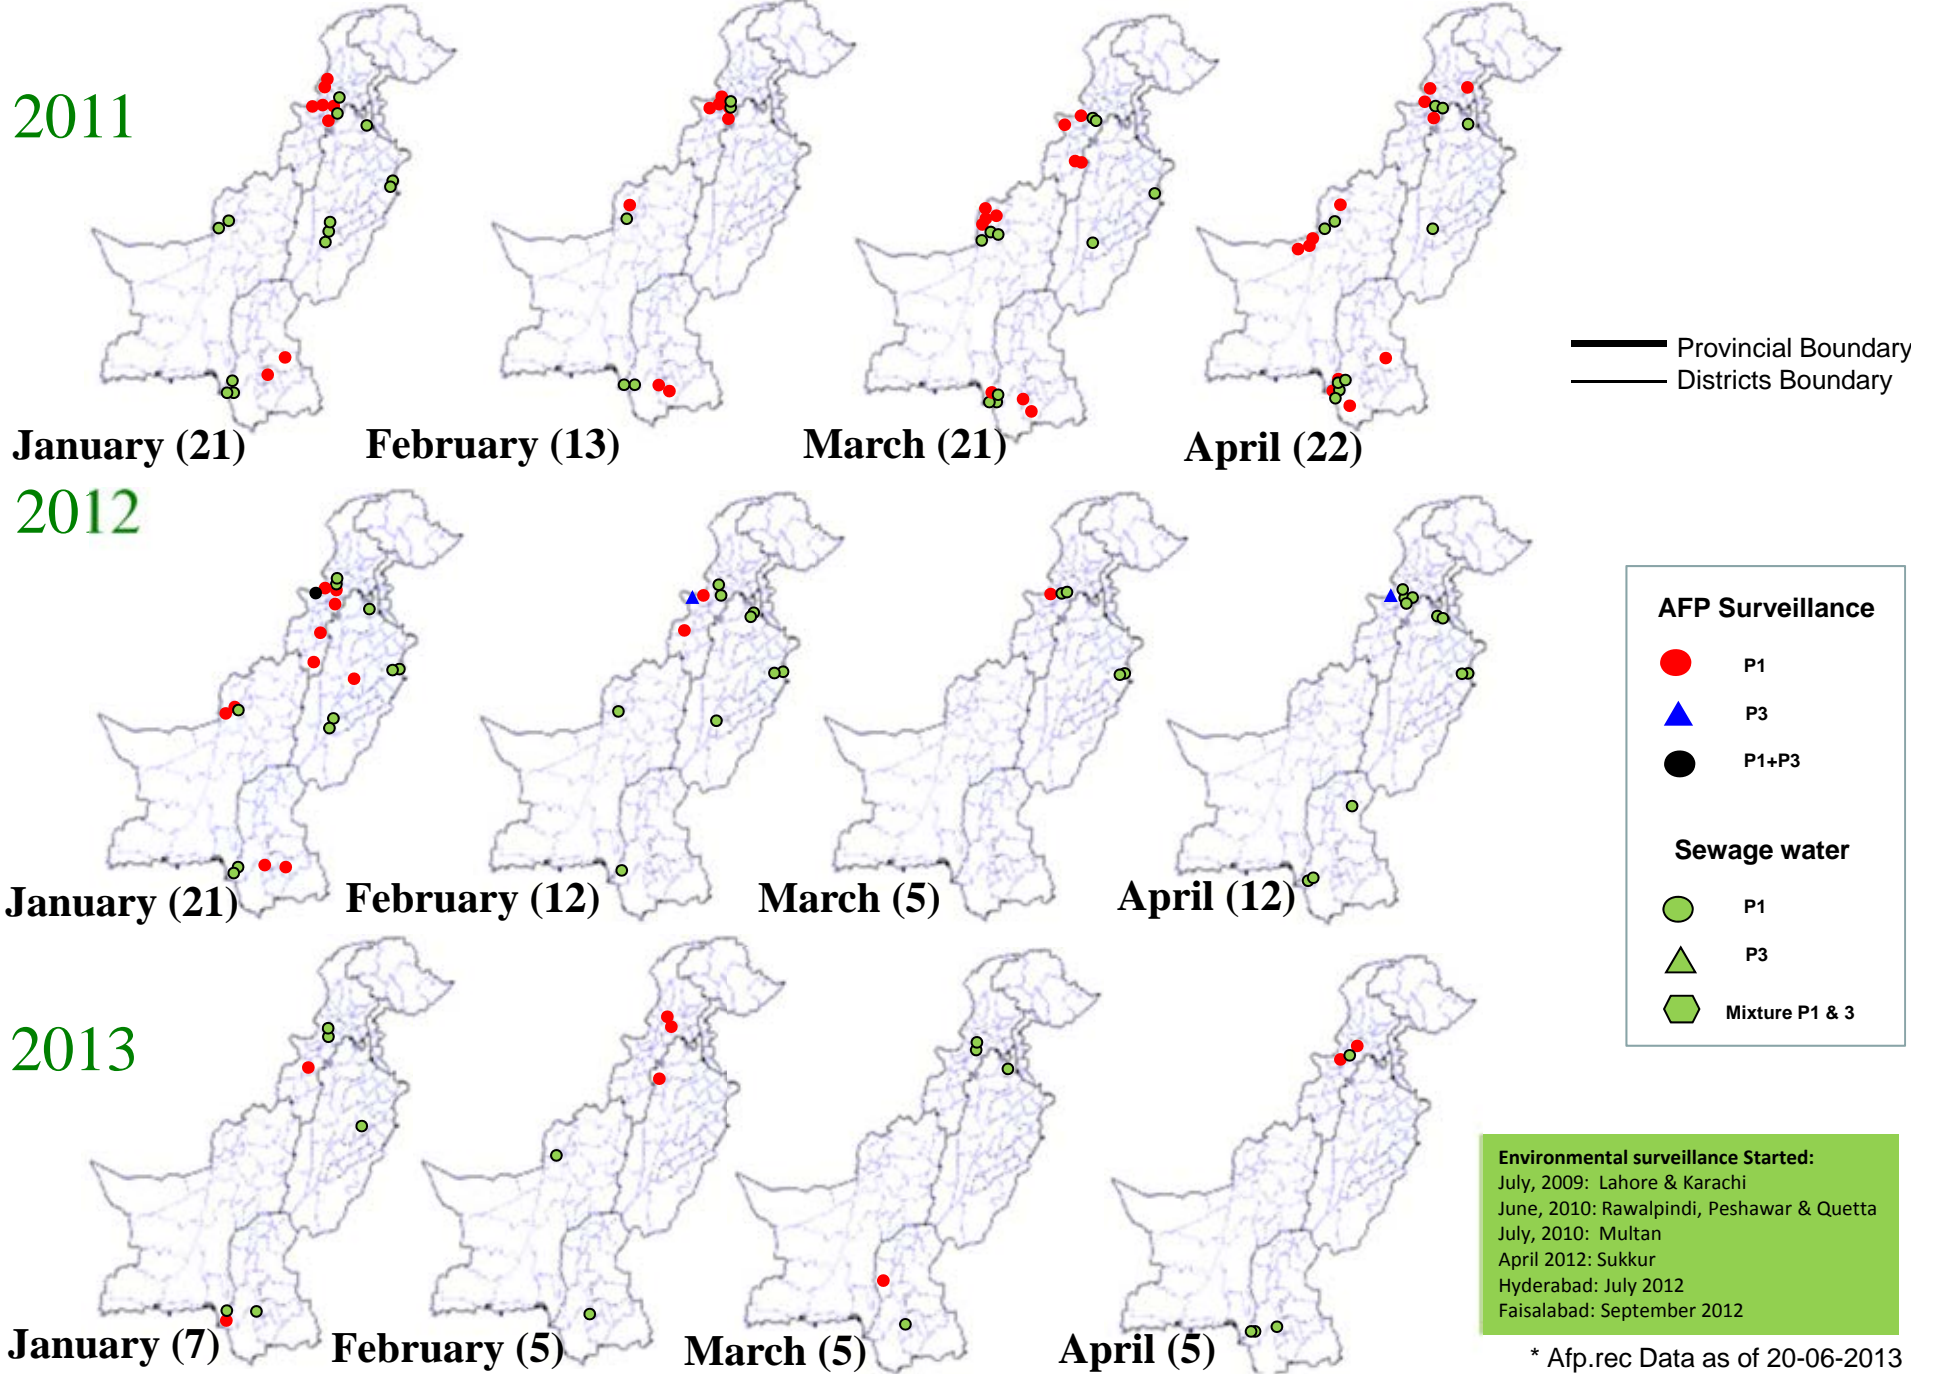 2011
January (21)
February (13)
March (21)
April (22)
Provincial Boundary
Districts Boundary
2012
January (21)
February (12)
March (5)
April (12)
AFP Surveillance
P1
P3
P1+P3
Sewage water
P1
P3
Mixture P1 & 3
2013
January (7)
February (5)
March (5)
April (5)
Environmental surveillance Started:
July, 2009: Lahore & Karachi
June, 2010: Rawalpindi, Peshawar & Quetta
July, 2010: Multan
April 2012: Sukkur
Hyderabad: July 2012
Faisalabad: September 2012
* Afp.rec Data as of 20-06-2013